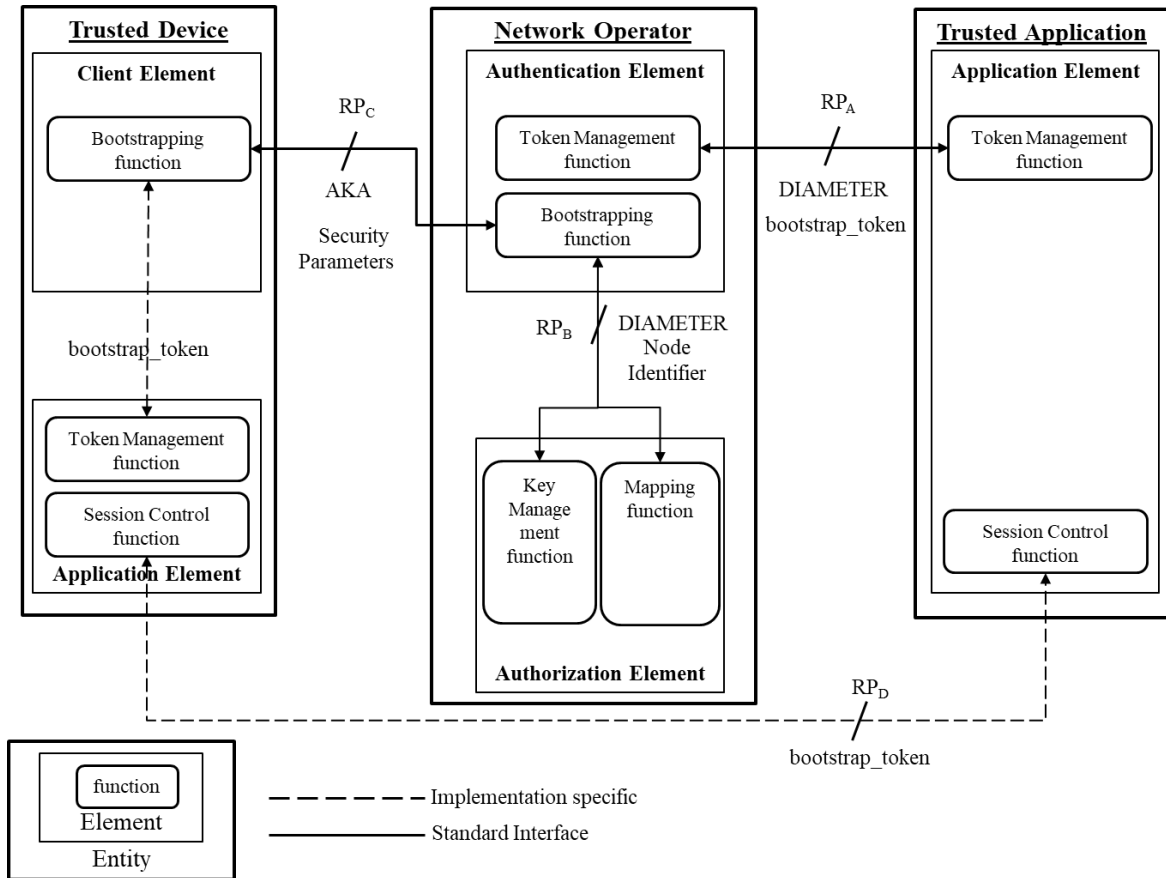 Trusted Device
Client Element
Bootstrapping
function
bootstrap_token
Token Management
function
Session Control
function
Application Element
RPC
AKA
Security
Parameters
Network Operator
Authentication Element
Token Management
function
Bootstrapping
function
RPB
DIAMETER
Node
Identifier
Key
Manage
ment
function
Mapping
function
Authorization Element
RPA
DIAMETER
bootstrap_token
Trusted Application
Application Element
Token Management
function
Session Control
function
RPD
bootstrap_token
function
Element
Entity
Implementation specific
Standard Interface